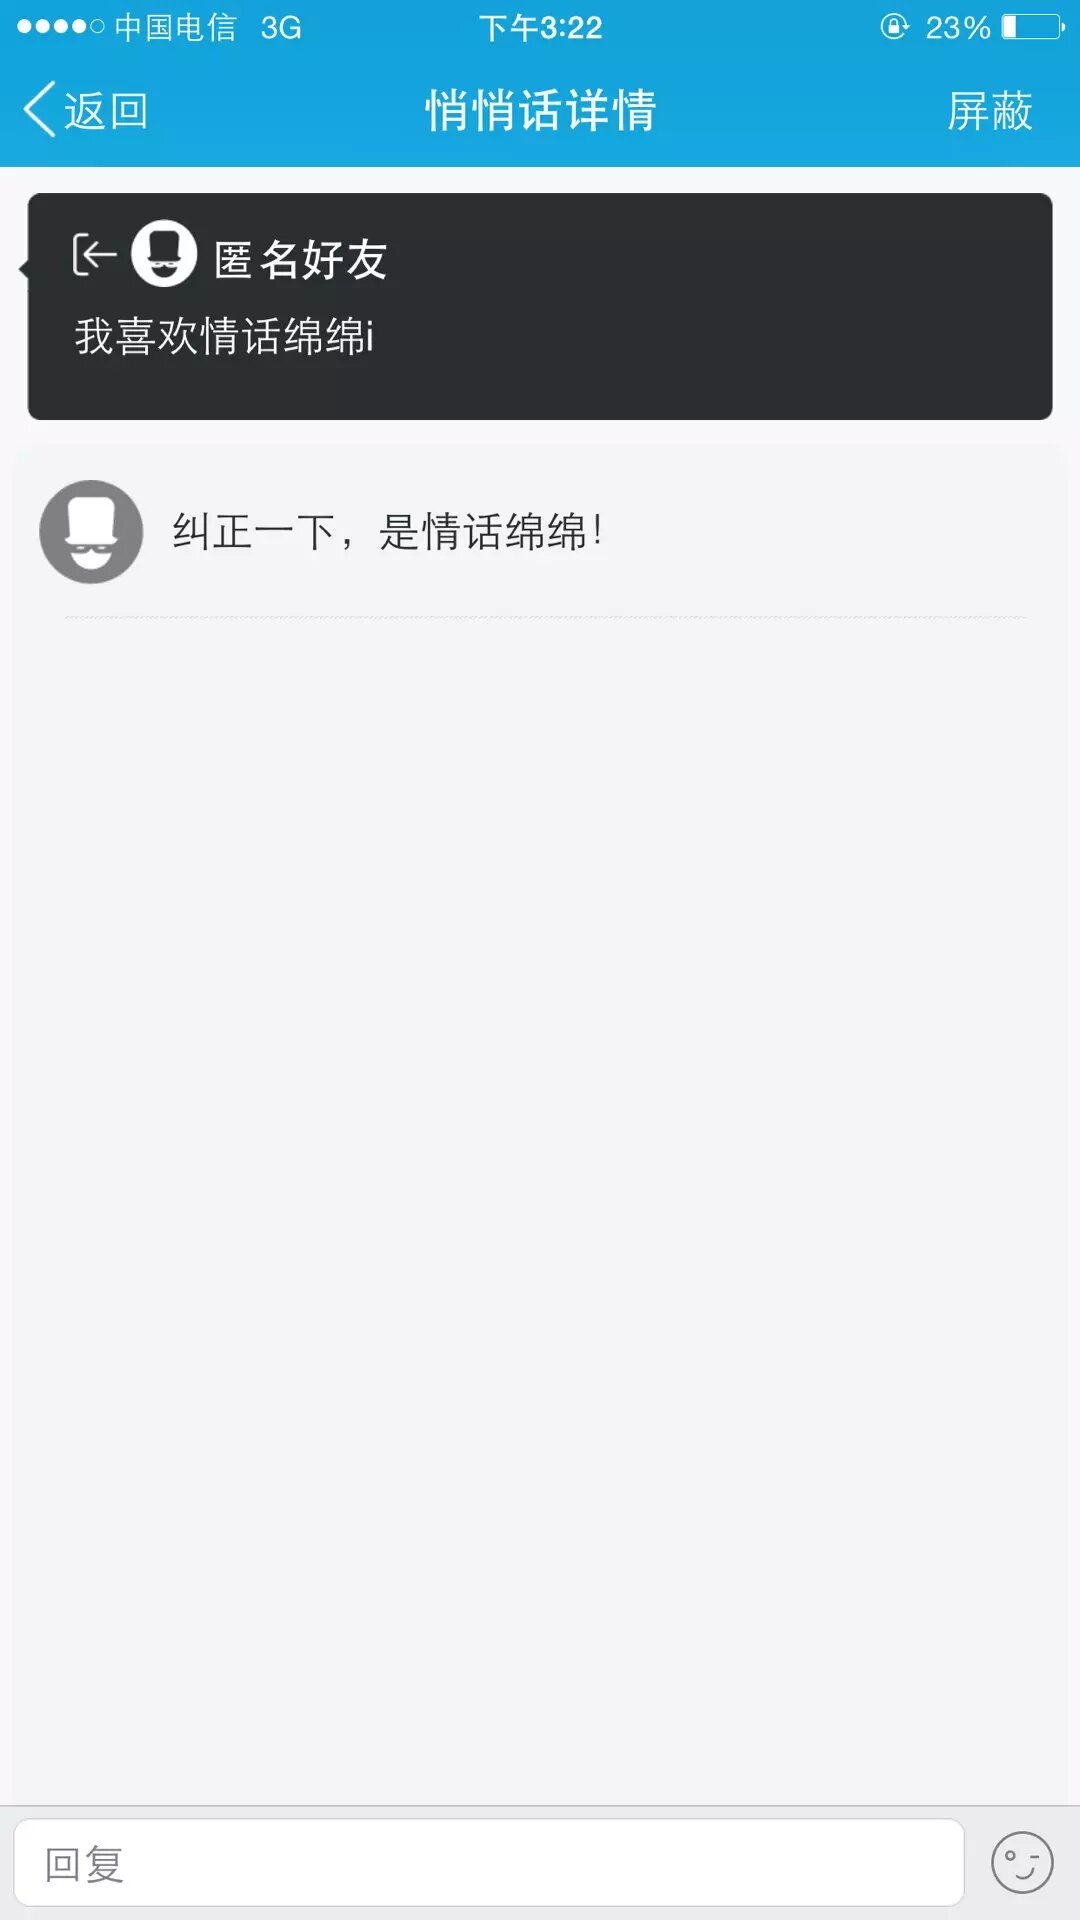 中国电信 3G 下午3:22 23%
返回 悄悄话详情 屏蔽
匿名好友
我喜欢情话绵绵i
纠正一下，是情话绵绵！
回复